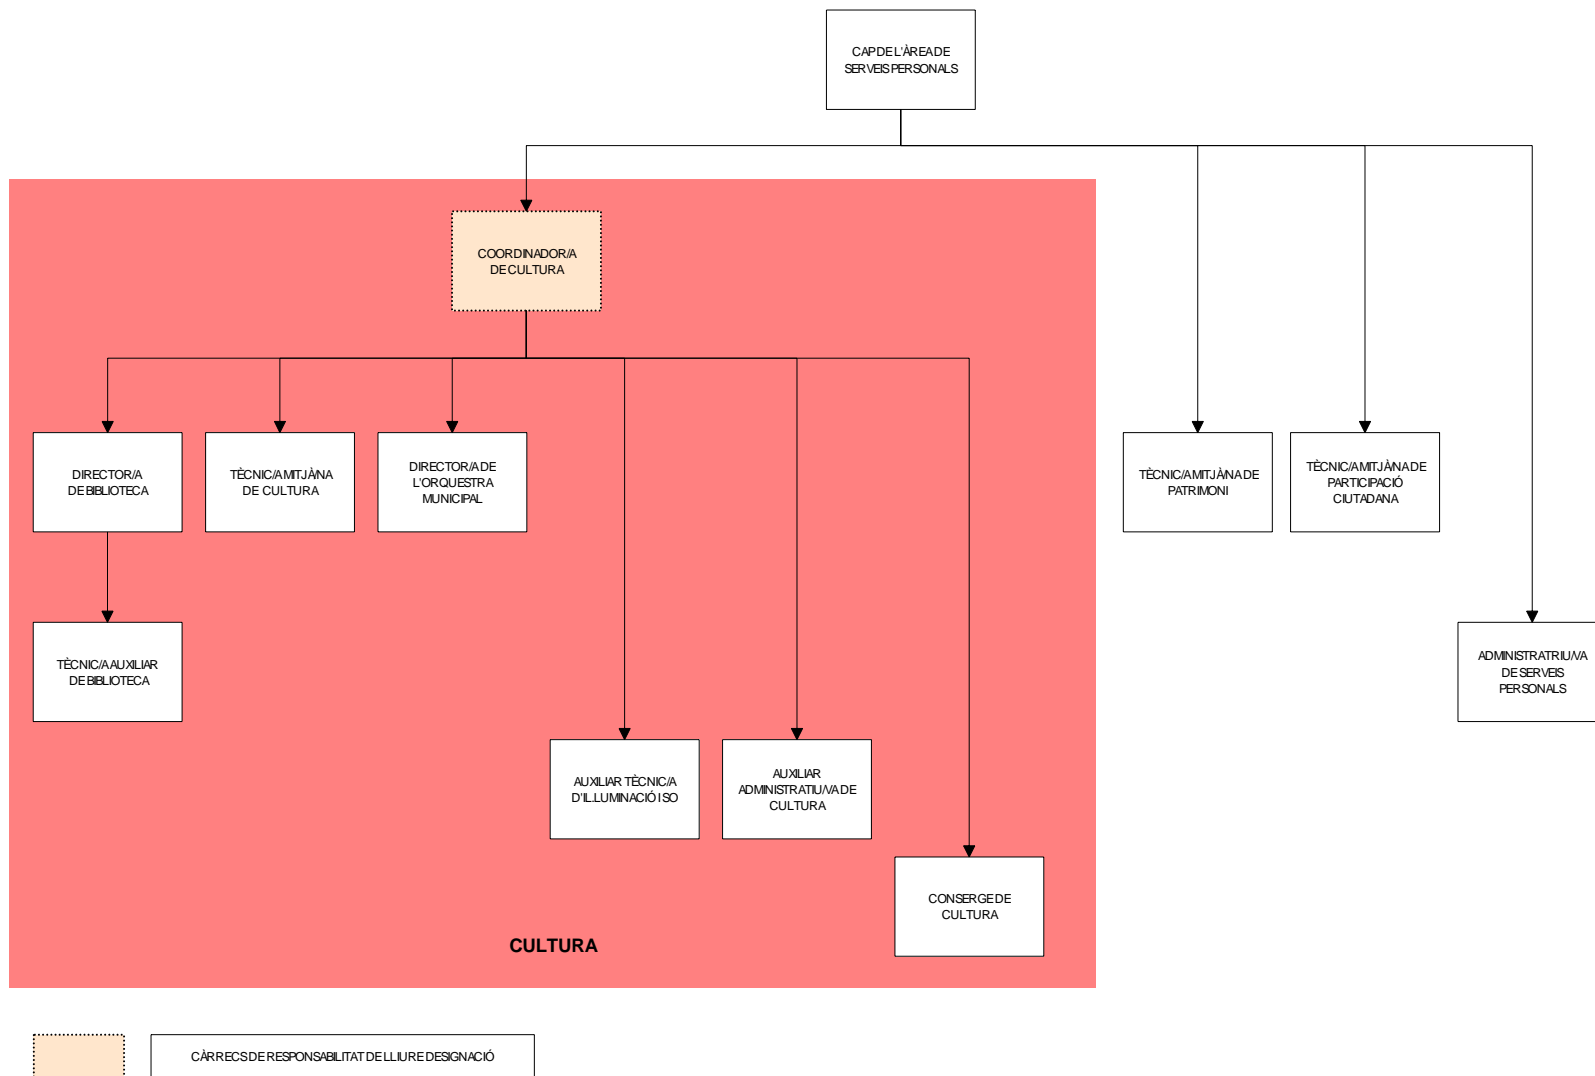 CAP DE L'ÀREA DE
SERVEIS PERSONALS
COORDINADOR/A
DE CULTURA
DIRECTOR/A
DE BIBLIOTECA
TÈCNIC/A MITJÀ/NA
DE CULTURA
DIRECTOR/A DE
L'ORQUESTRA
MUNICIPAL
TÈCNIC/A MITJÀ/NA DE
PATRIMONI
TÈCNIC/A MITJÀ/NA DE
PARTICIPACIÓ
CIUTADANA
TÈCNIC/A AUXILIAR
DE BIBLIOTECA
ADMINISTRATRIU/VA
DE SERVEIS
PERSONALS
AUXILIAR TÈCNIC/A
D'IL.LUMINACIÓ I SO
AUXILIAR
ADMINISTRATIU/VA DE
CULTURA
CONSERGE DE
CULTURA
CULTURA
CÀRRECS DE RESPONSABILITAT DE LLIURE DESIGNACIÓ